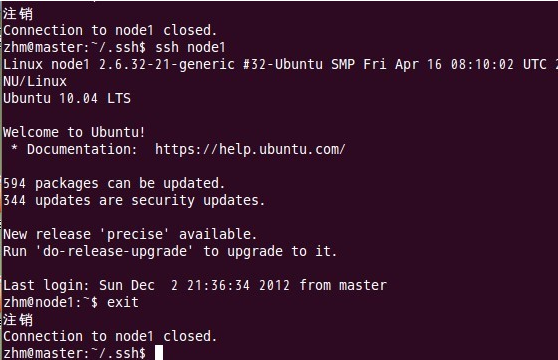 注销
Connection to node1 closed.
zhm@master:~/.ssh$ ssh node1
Linux node1 2.6.32-21-generic #32-Ubuntu SMP Fri Apr 16 08:10:02 UTC 2
NU/Linux
Ubuntu 10.04 LTS
Welcome to Ubuntu!
* Documentation:  https://help.ubuntu.com/
594 packages can be updated.
344 updates are security updates.
New release 'precise' available.
Run 'do-release-upgrade' to upgrade to it.
Last login: Sun Dec  2 21:36:34 2012 from master
zhm@node1:~$ exit
注销
Connection to node1 closed.
zhm@master:~/.ssh$